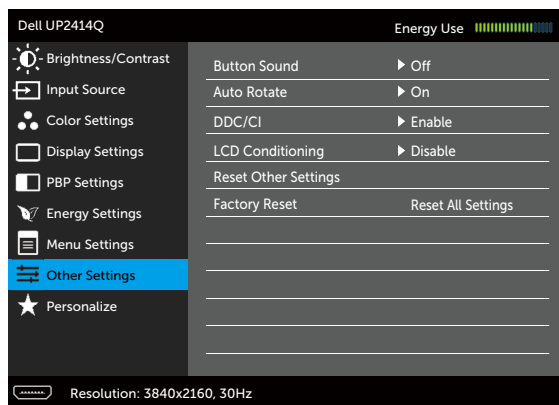 Dell UP2414Q
Energy Use
Brightness/Contrast
Input Source
Color Settings
Display Settings
PBP Settings
Energy Settings
Menu Settings
Other Settings
Personalize
Button Sound Off
Auto Rotate On
DDC/CI Enable
LCD Conditioning Disable
Reset Other Settings
Factory Reset Reset All Settings
Resolution: 3840x2160, 30Hz